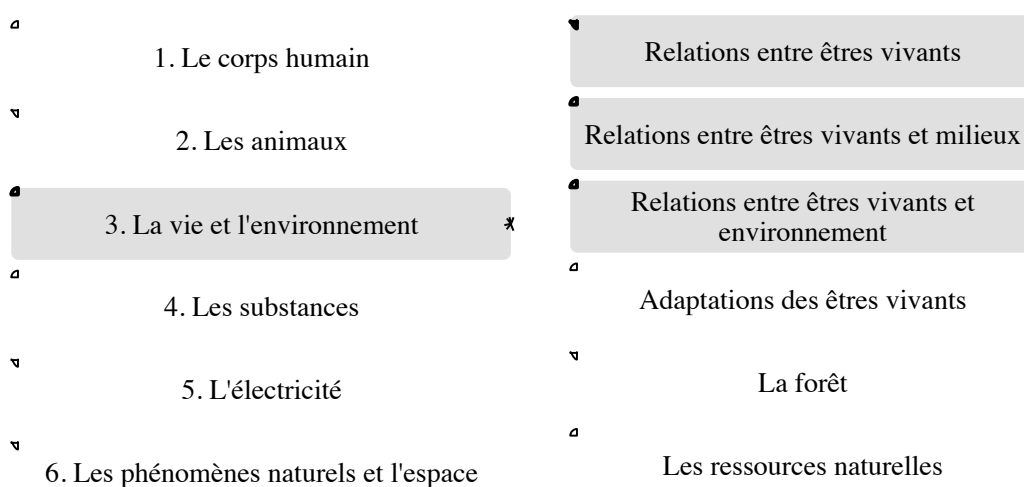 1. Le corps humain
2. Les animaux
3. La vie et l'environnement
4. Les substances
5. L'électricité
6. Les phénomènes naturels et l'espace
Relations entre êtres vivants
Relations entre êtres vivants et milieux
Relations entre êtres vivants et
environnement
Adaptations des êtres vivants
La forêt
Les ressources naturelles